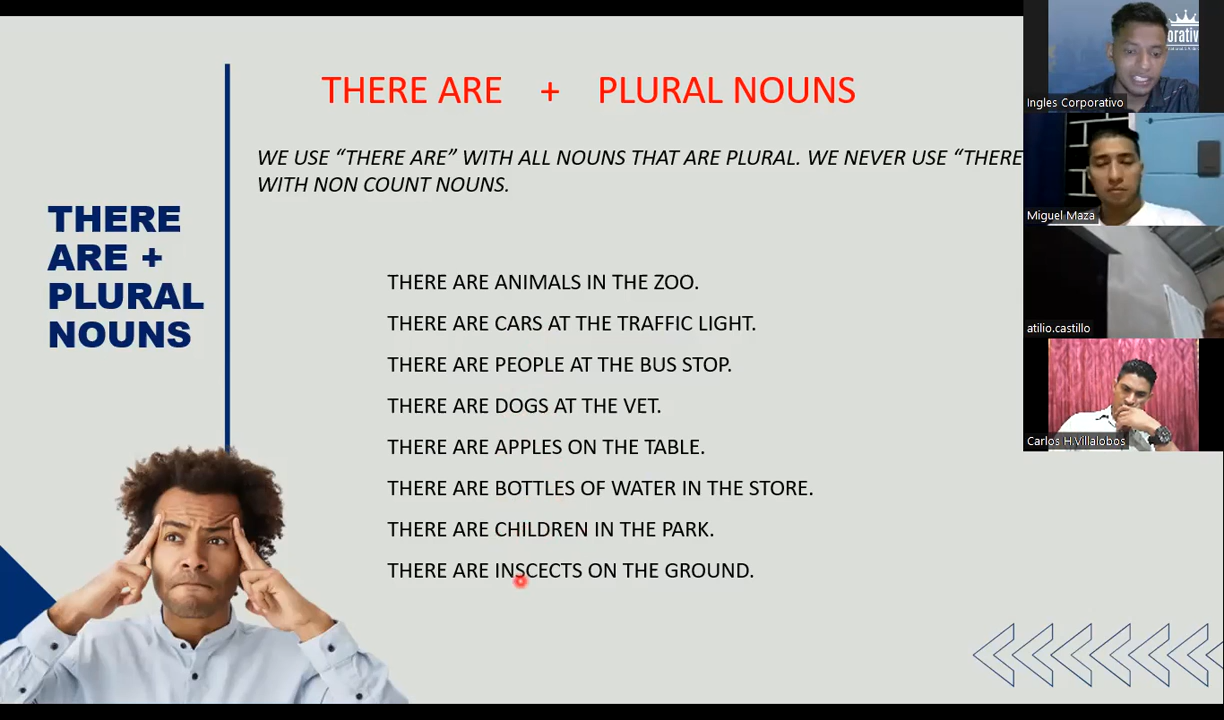 THERE ARE + PLURAL NOUNS
WE USE “THERE ARE” WITH ALL NOUNS THAT ARE PLURAL. WE NEVER USE “THERE
WITH NON COUNT NOUNS.
THERE
ARE +
PLURAL
NOUNS
THERE ARE ANIMALS IN THE ZOO.
THERE ARE CARS AT THE TRAFFIC LIGHT.
THERE ARE PEOPLE AT THE BUS STOP.
THERE ARE DOGS AT THE VET.
THERE ARE APPLES ON THE TABLE.
THERE ARE BOTTLES OF WATER IN THE STORE.
THERE ARE CHILDREN IN THE PARK.
THERE ARE INSCECTS ON THE GROUND.
orativ
Ingles Corporativo
Miguel Maza
atilio.castillo
Carlos H.Villalobos